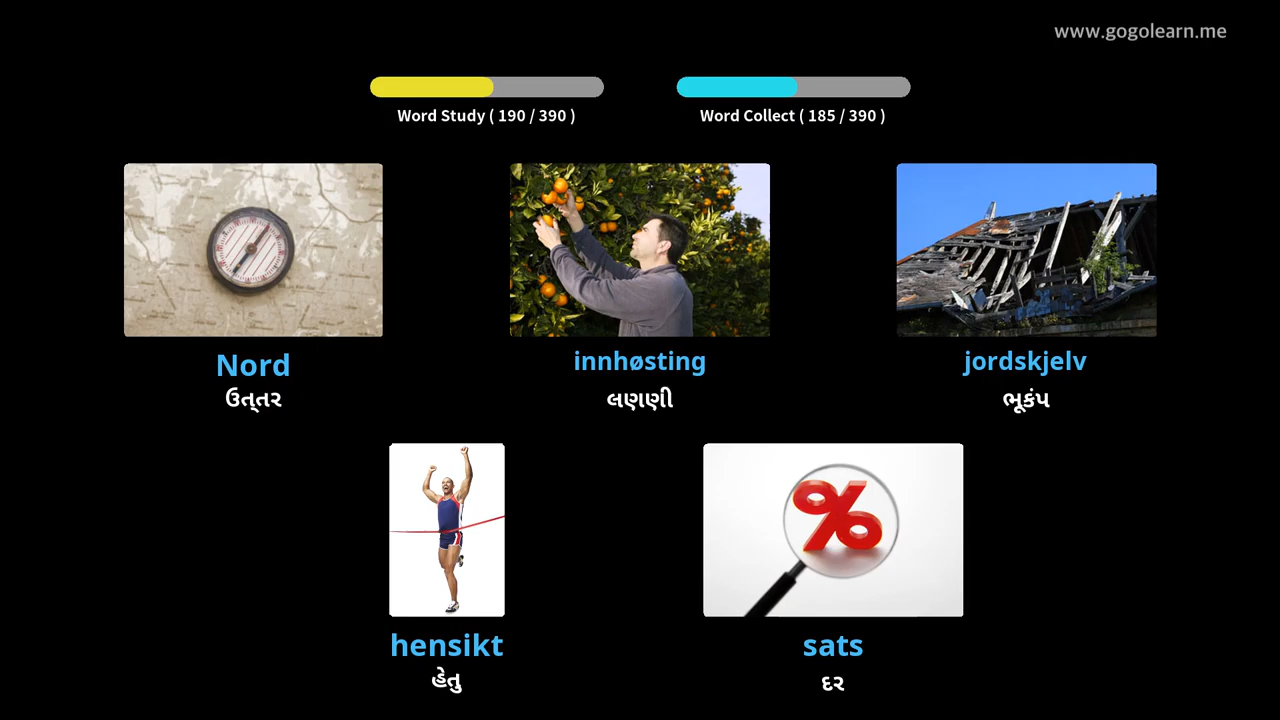 www.gogolearn.me
Word Study ( 190 / 390 )
Word Collect ( 185 / 390 )
Nord
ઉત્તર
innhøsting
લણણી
jordskjelv
ભૂકંપ
hensikt
હેતુ
sats
દર